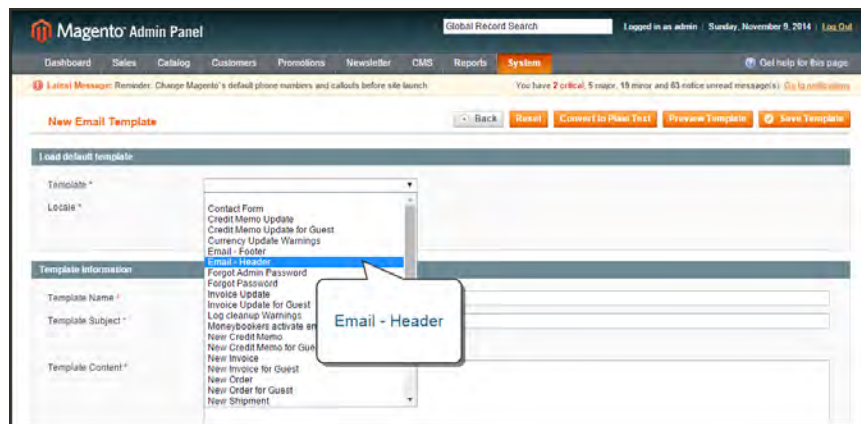 Magento Admin Panel
Global Record Search
Logged in as admin | Sunday, November 9, 2014 | Log Out
Dashboard Sales Catalog Customers Promotions Newsletter CMS Reports System
Get help for this page
Latest Message: Reminder: Change Magento's default phone numbers and callouts before site launch
You have 2 critical, 5 major, 19 minor and 63 notice unread message(s). Go to notifications
New Email Template
Back Reset Convert to Plain Text Preview Template Save Template
Load default template
Template *
Locale *
Contact Form
Credit Memo Update
Credit Memo Update for Guest
Currency Update Warnings
Email - Footer
Email - Header
Forgot Admin Password
Forgot Password
Invoice Update
Invoice Update for Guest
Log cleanup Warnings
Moneybookers activate em
New Credit Memo
New Credit Memo for Gue
New Invoice
New Invoice for Guest
New Order
New Order for Guest
New Shipment
Email - Header
Template Information
Template Name *
Template Subject *
Template Content *